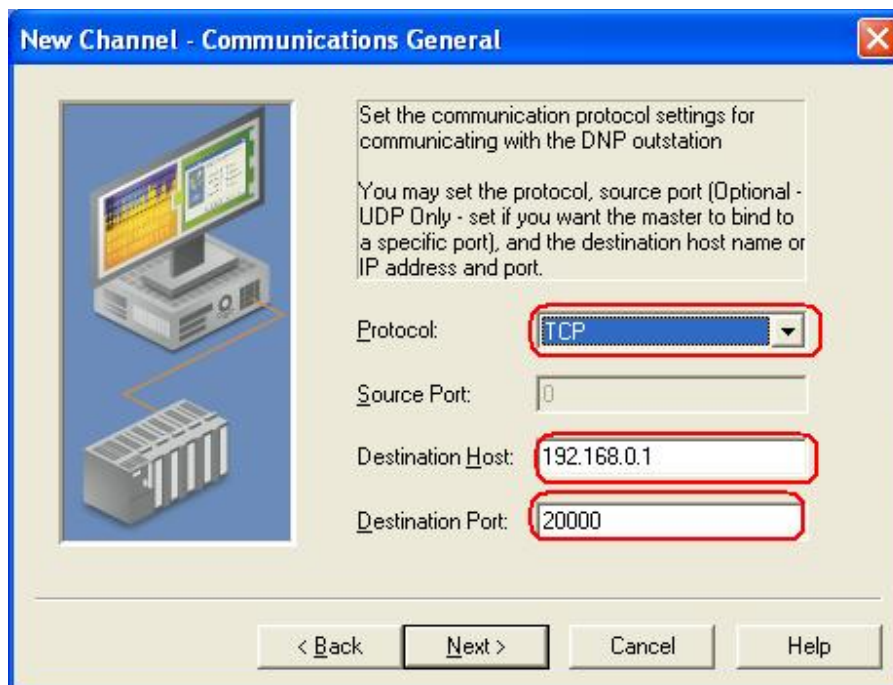 New Channel - Communications General
Set the communication protocol settings for
communicating with the DNP outstation
You may set the protocol, source port (Optional -
UDP Only - set if you want the master to bind to
a specific port), and the destination host name or
IP address and port.
Protocol: TCP
Source Port: 0
Destination Host: 192.168.0.1
Destination Port: 20000
< Back Next > Cancel Help